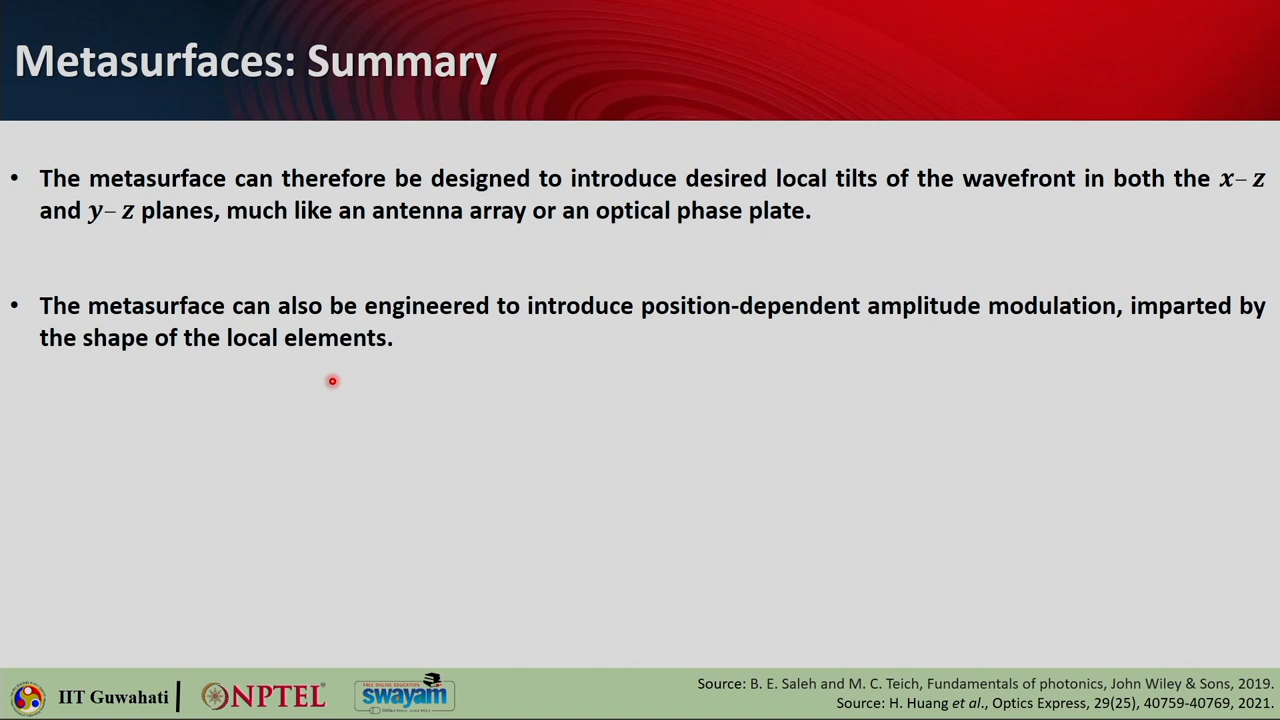 Metasurfaces: Summary
• The metasurface can therefore be designed to introduce desired local tilts of the wavefront in both the x– z
and y– z planes, much like an antenna array or an optical phase plate.
• The metasurface can also be engineered to introduce position-dependent amplitude modulation, imparted by
the shape of the local elements.
IIT Guwahati
NPTEL
FREE ONLINE EDUCATION
swayam
Source: B. E. Saleh and M. C. Teich, Fundamentals of photonics, John Wiley & Sons, 2019.
Source: H. Huang et al., Optics Express, 29(25), 40759-40769, 2021.